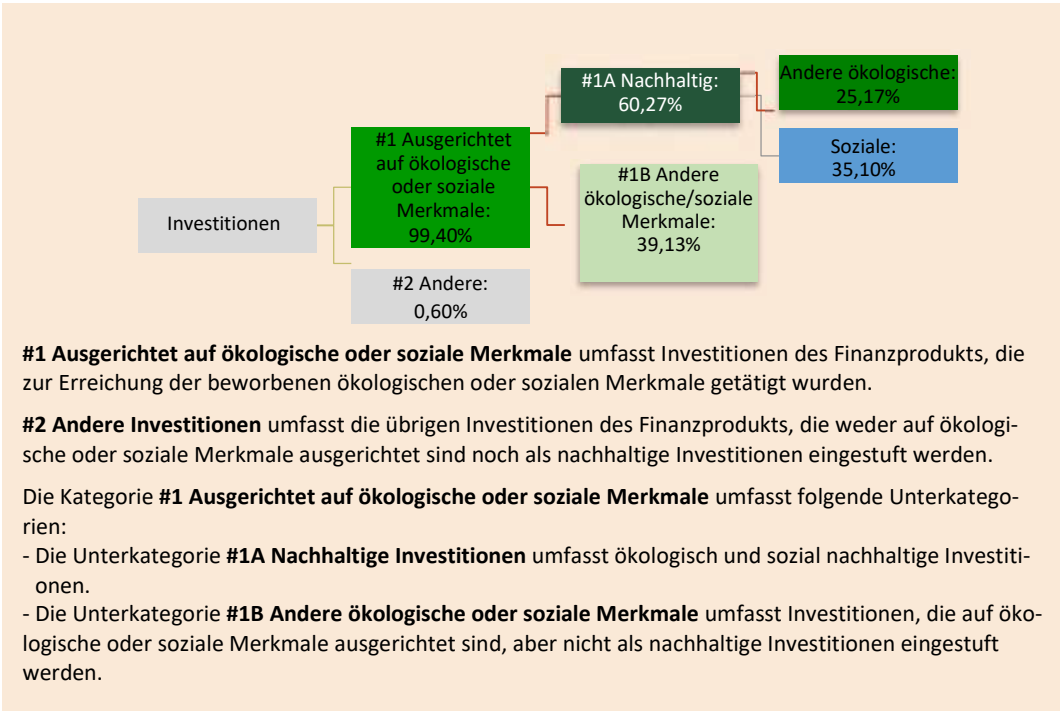 Investitionen
#1 Ausgerichtet
auf ökologische
oder soziale
Merkmale:
99,40%
#2 Andere:
0,60%
#1A Nachhaltig:
60,27%
#1B Andere
ökologische/soziale
Merkmale:
39,13%
Andere ökologische:
25,17%
Soziale:
35,10%
#1 Ausgerichtet auf ökologische oder soziale Merkmale umfasst Investitionen des Finanzprodukts, die
zur Erreichung der beworbenen ökologischen oder sozialen Merkmale getätigt wurden.
#2 Andere Investitionen umfasst die übrigen Investitionen des Finanzprodukts, die weder auf ökologi-
sche oder soziale Merkmale ausgerichtet sind noch als nachhaltige Investitionen eingestuft werden.
Die Kategorie #1 Ausgerichtet auf ökologische oder soziale Merkmale umfasst folgende Unterkatego-
rien:
- Die Unterkategorie #1A Nachhaltige Investitionen umfasst ökologisch und sozial nachhaltige Investiti-
onen.
- Die Unterkategorie #1B Andere ökologische oder soziale Merkmale umfasst Investitionen, die auf öko-
logische oder soziale Merkmale ausgerichtet sind, aber nicht als nachhaltige Investitionen eingestuft
werden.